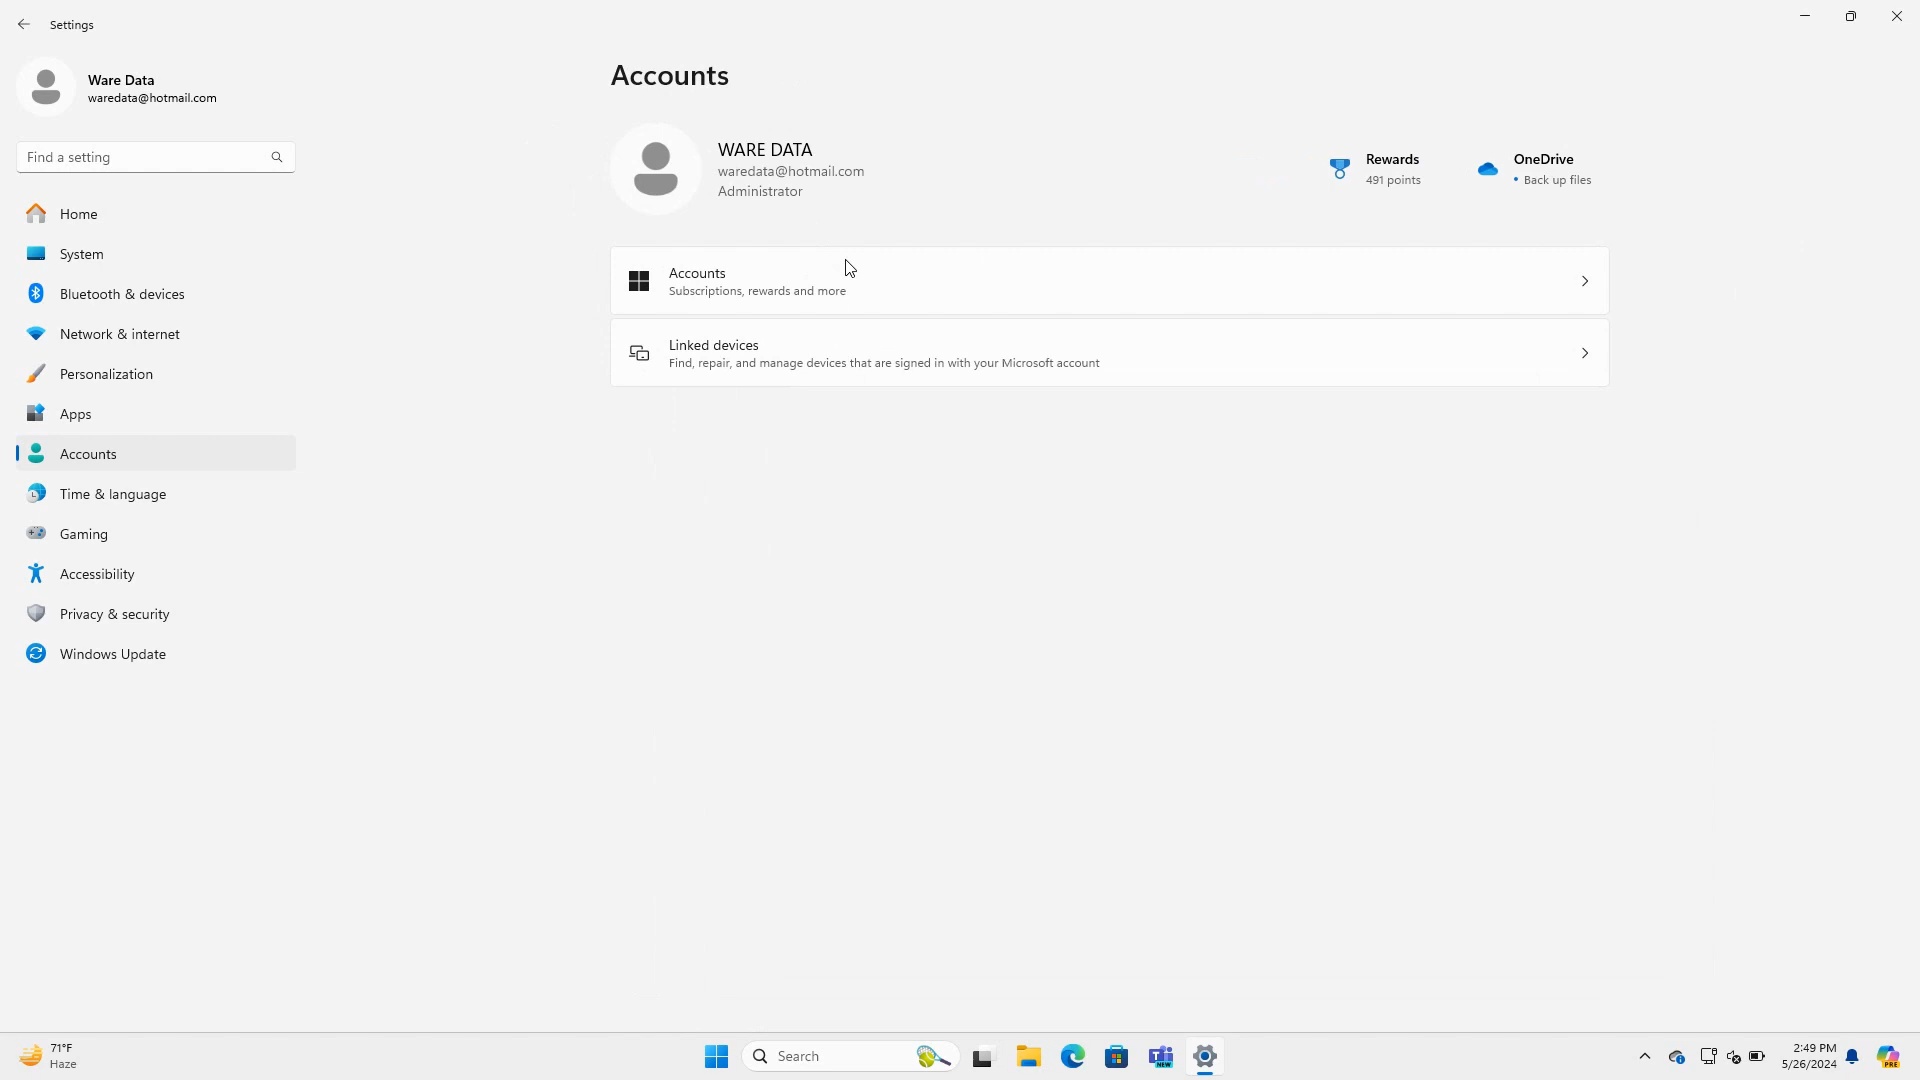 Settings
Ware Data
waredata@hotmail.com
Find a setting
Home
System
Bluetooth & devices
Network & internet
Personalization
Apps
Accounts
Time & language
Gaming
Accessibility
Privacy & security
Windows Update
Accounts
WARE DATA
waredata@hotmail.com
Administrator
Rewards
491 points
OneDrive
• Back up files
Accounts
Subscriptions, rewards and more
Linked devices
Find, repair, and manage devices that are signed in with your Microsoft account
71°F
Haze
Search
NEW
2:49 PM
5/26/2024
PRE